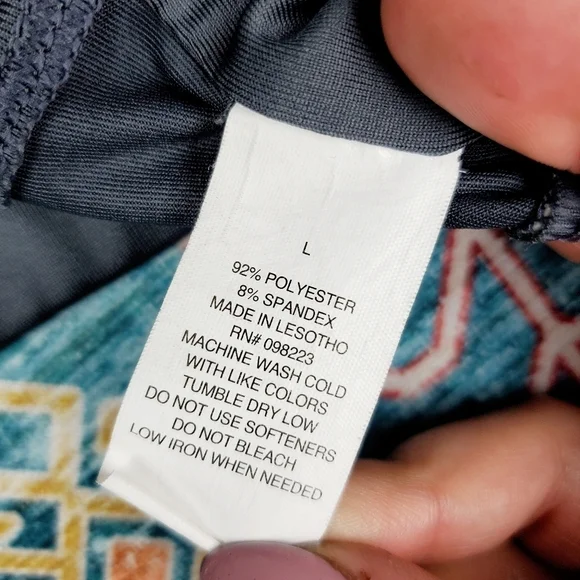 L
92% POLYESTER
8% SPANDEX
MADE IN LESOTHO
RN# 098223
MACHINE WASH COLD
WITH LIKE COLORS
TUMBLE DRY LOW
DO NOT USE SOFTENERS
DO NOT BLEACH
LOW IRON WHEN NEEDED